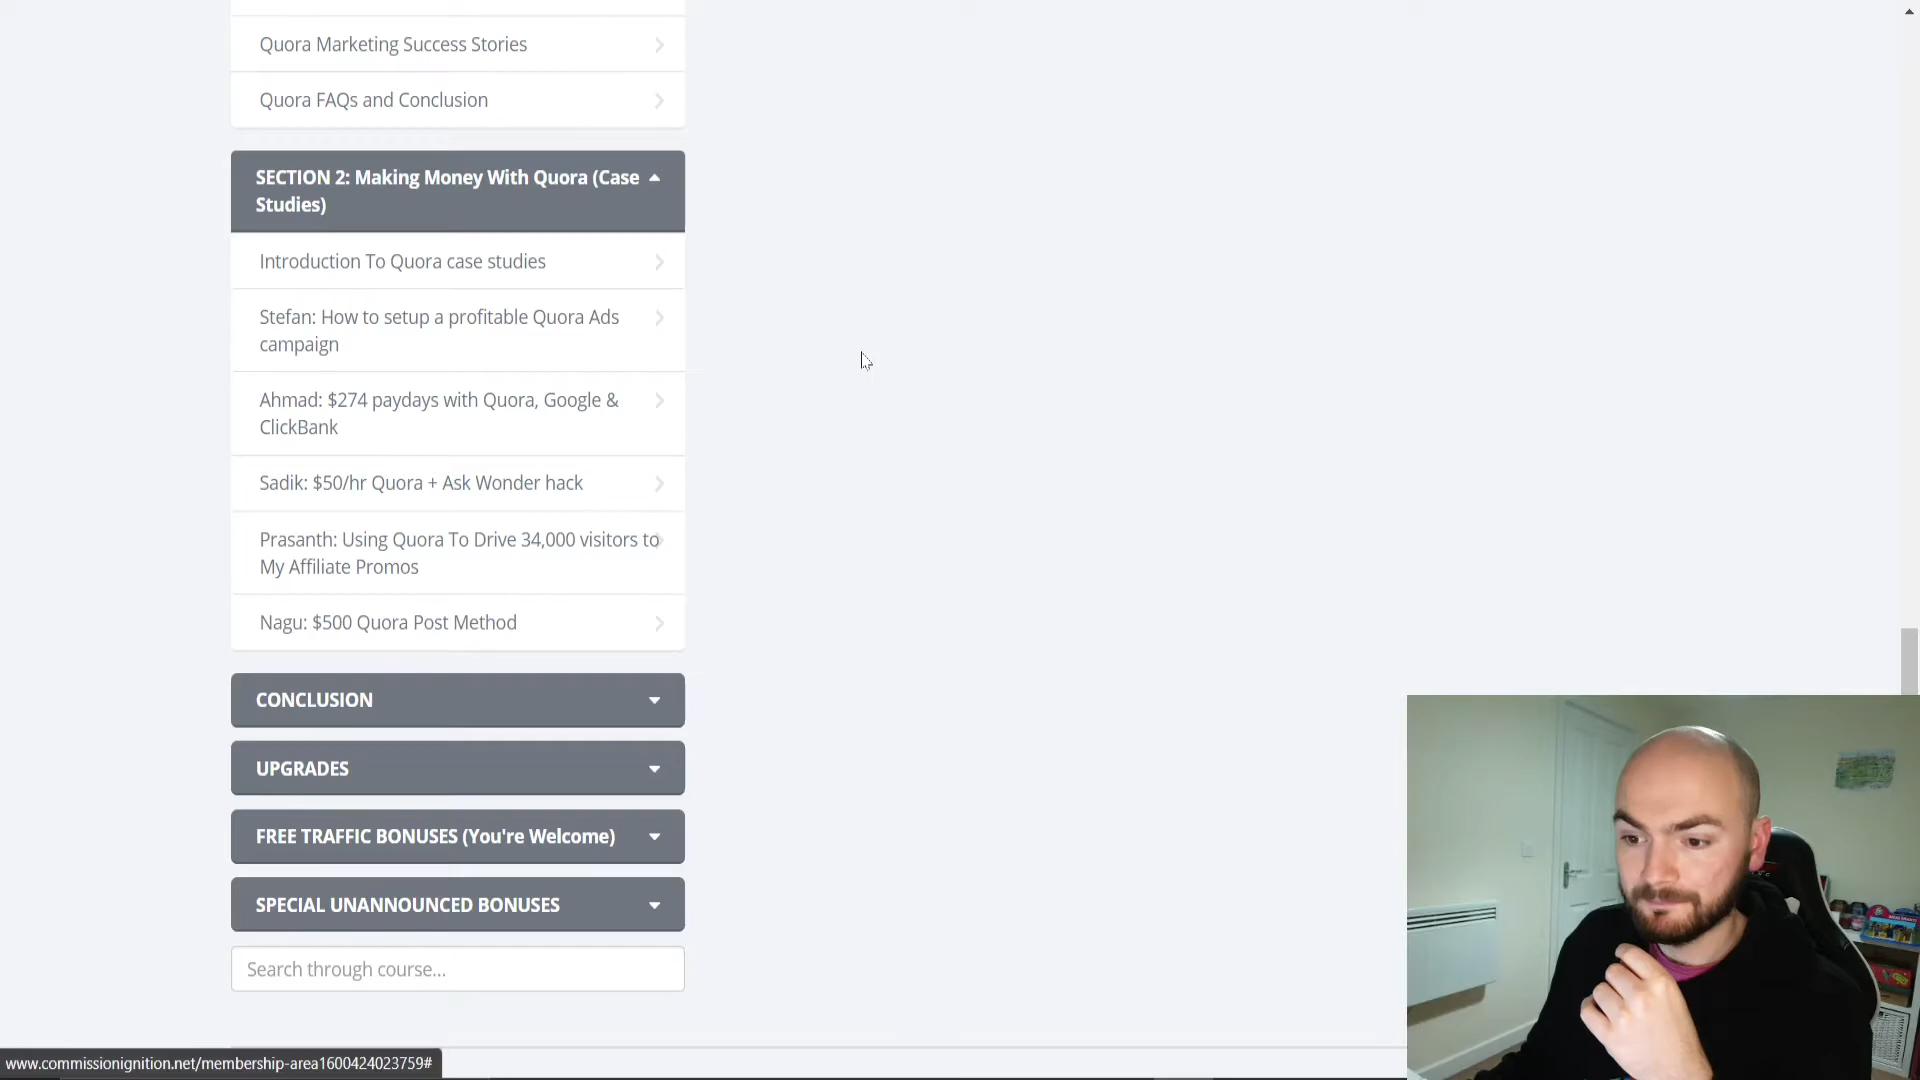 Quora Marketing Success Stories
Quora FAQs and Conclusion
SECTION 2: Making Money With Quora (Case
Studies)
Introduction To Quora case studies
Stefan: How to setup a profitable Quora Ads
campaign
Ahmad: $274 paydays with Quora, Google &
ClickBank
Sadik: $50/hr Quora + Ask Wonder hack
Prasanth: Using Quora To Drive 34,000 visitors to
My Affiliate Promos
Nagu: $500 Quora Post Method
CONCLUSION
UPGRADES
FREE TRAFFIC BONUSES (You're Welcome)
SPECIAL UNANNOUNCED BONUSES
Search through course...
www.commissionignition.net/membership-area1600424023759#